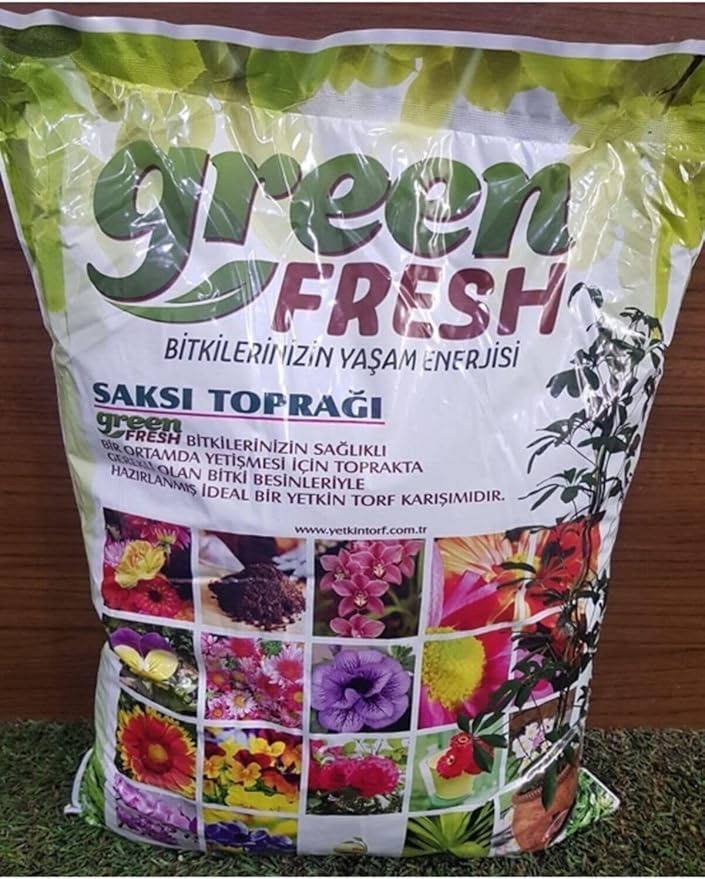 green
FRESH
BİTKİLERİNİZİN YAŞAM ENERJİSİ
SAKSI TOPRAĞI
green
FRESH BİTKİLERİNİZİN SAĞLIKLI
BİR ORTAMDA YETİŞMESİ İÇİN TOPRAKTA
GEREKLİ OLAN BİTKİ BESİNLERİYLE
HAZIRLANMIŞ İDEAL BİR YETKİN TORF KARIŞIMIDIR.
www.yetkintorf.com.tr